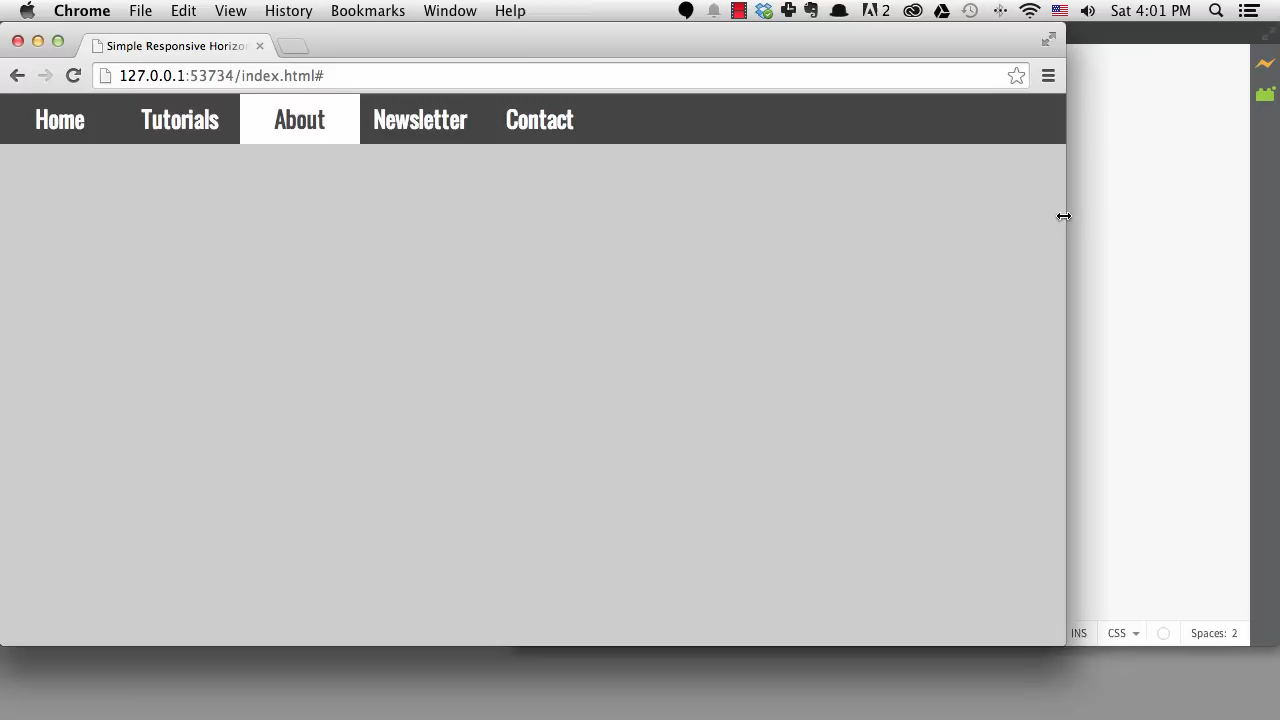 Chrome File Edit View History Bookmarks Window Help 2 Sat 4:01 PM
Simple Responsive Horizo
127.0.0.1:53734/index.html#
Home Tutorials About Newsletter Contact
INS CSS Spaces: 2